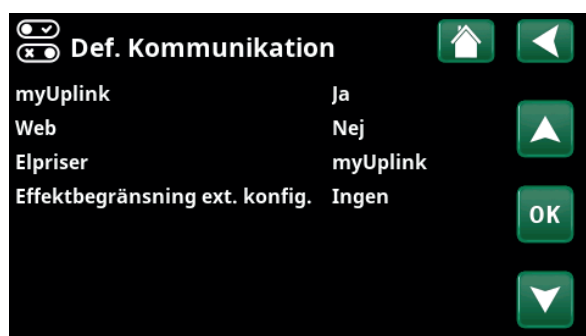 Def. Kommunikation
myUplink Ja
Web Nej
Elpriser myUplink
Effektbegränsning ext. konfig. Ingen
OK